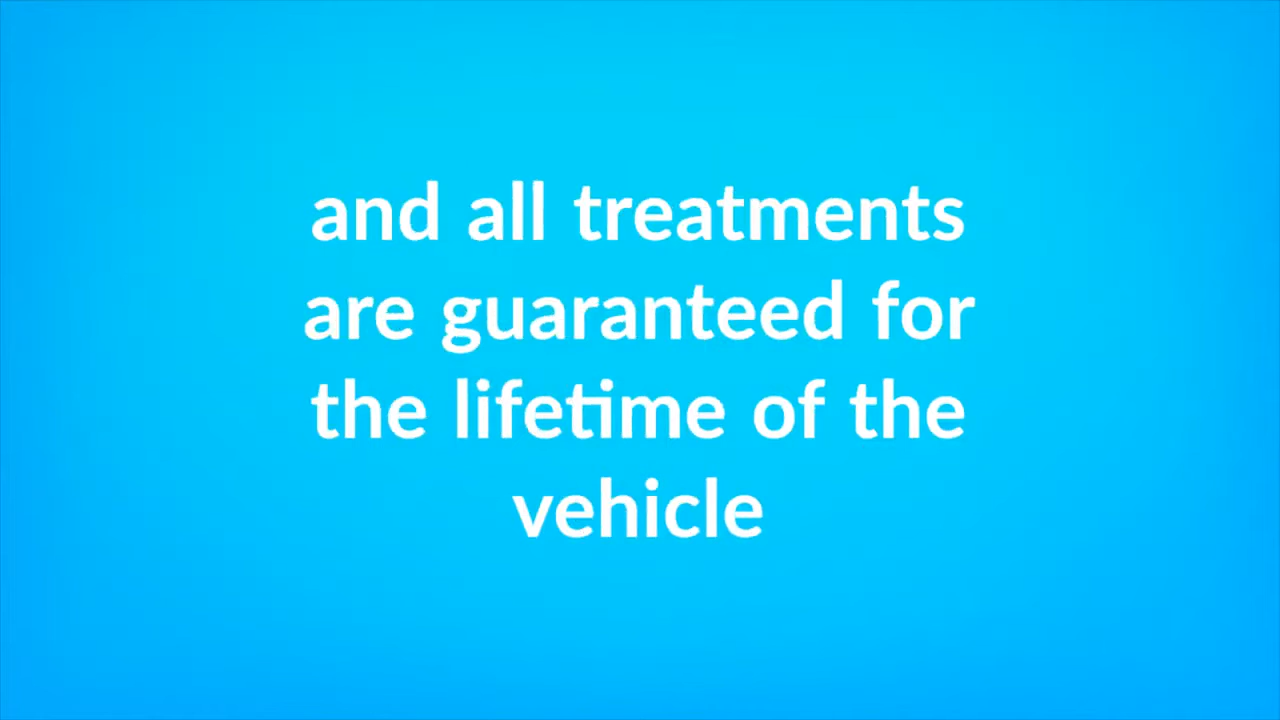 and all treatments
are guaranteed for
the lifetime of the
vehicle